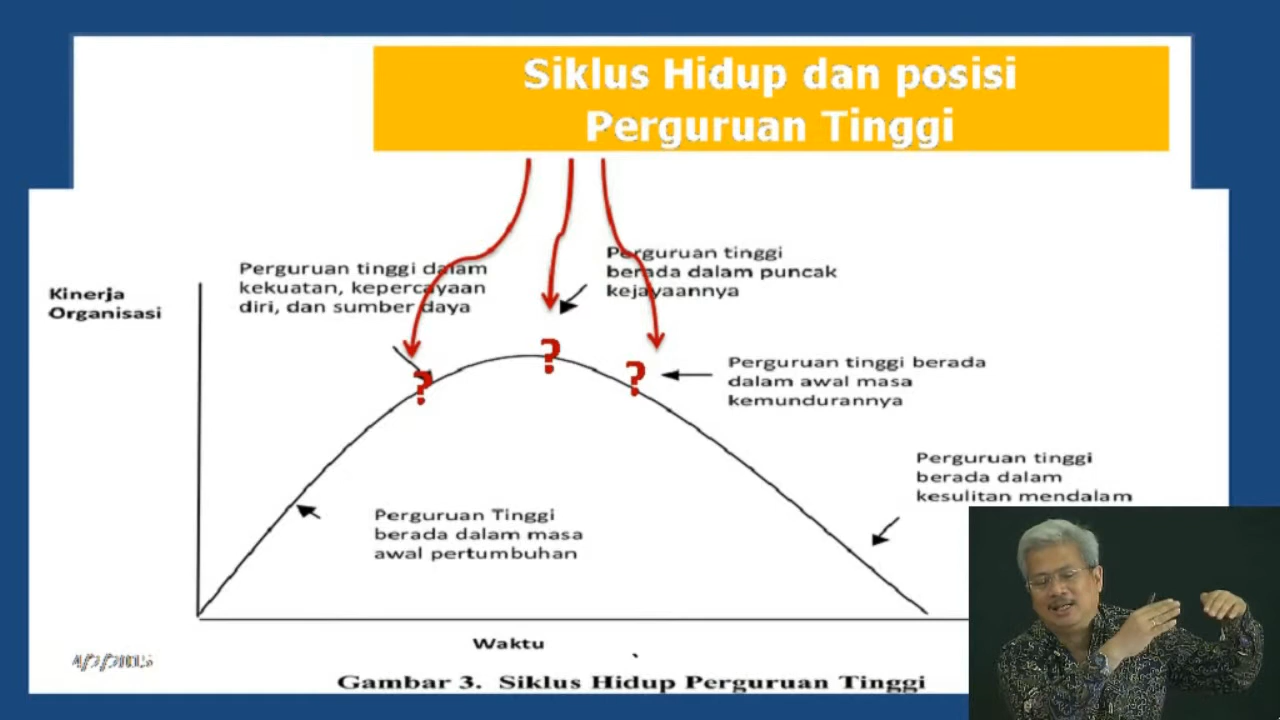 Siklus Hidup dan posisi
Perguruan Tinggi
Perguruan tinggi dalam
kekuatan, kepercayaan
diri, dan sumber daya
Perguruan tinggi
berada dalam puncak
kejayaannya
Kinerja
Organisasi
Perguruan tinggi berada
dalam awal masa
kemundurannya
Perguruan tinggi
berada dalam
kesulitan mendalam
Perguruan Tinggi
berada dalam masa
awal pertumbuhan
?
?
?
Waktu
Gambar 3. Siklus Hidup Perguruan Tinggi